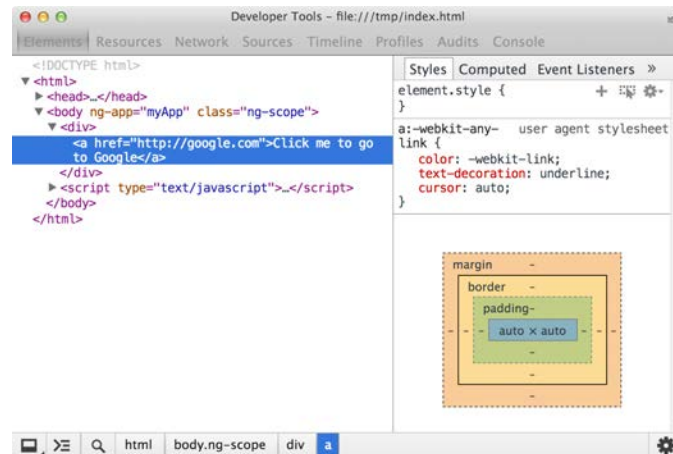 Developer Tools - file:///tmp/index.html
Elements Resources Network Sources Timeline Profiles Audits Console
<!DOCTYPE html>
▼<html>
▶<head>…</head>
▼<body ng-app="myApp" class="ng-scope">
▼<div>
<a href="http://google.com">Click me to go
to Google</a>
</div>
▶<script type="text/javascript">…</script>
</body>
</html>
Styles Computed Event Listeners »
element.style {
}
a:-webkit-any- user agent stylesheet
link {
color: -webkit-link;
text-decoration: underline;
cursor: auto;
}
margin -
border -
padding-
- - - auto × auto - - -
-
-
-
html body.ng-scope div a